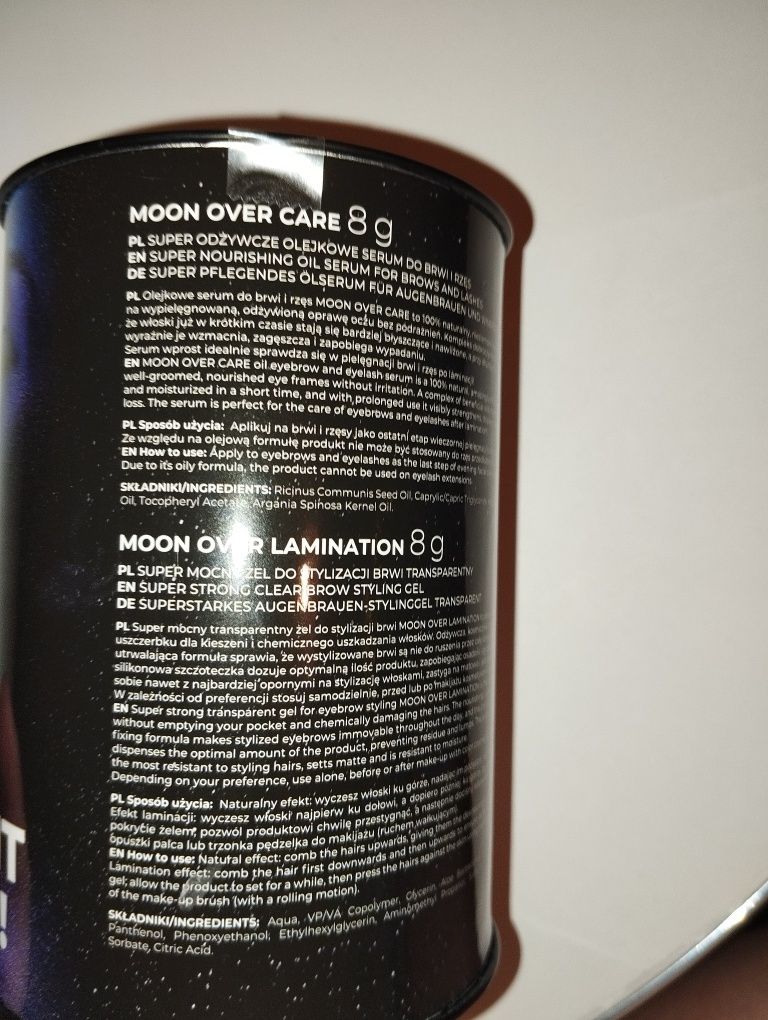 MOON OVER CARE 8 g
PL SUPER ODŻYWCZE OLEJKOWE SERUM DO BRWI I RZĘS
EN SUPER NOURISHING OIL SERUM FOR BROWS AND LASHES
DE SUPER PFLEGENDES ÖLSERUM FÜR AUGENBRAUEN UND
PL Olejkowe serum do brwi i rzęs MOON OVER CARE to 100% naturalny,
na wypielęgnowaną, odżywioną oprawę oczu bez podrażnień. Kompleks
że włoski już w krótkim czasie stają się bardziej błyszczące i nawilżone,
wyraźnie je wzmacnia, zagęszcza i zapobiega wypadaniu.
Serum wprost idealnie sprawdza się w pielęgnacji brwi i rzęs po laminacji
EN MOON OVER CARE oil eyebrow and eyelash serum is a 100% natural,
well-groomed, nourished eye frames without irritation. A complex of
and moisturized in a short time, and with prolonged use it visibly strengthens,
loss. The serum is perfect for the care of eyebrows and eyelashes after
PL Sposób użycia: Aplikuj na brwi i rzęsy jako ostatni etap wieczornej
Ze względu na olejową formułę produkt nie może być stosowany do rzęs
EN How to use: Apply to eyebrows and eyelashes as the last step of evening
Due to its oily formula, the product cannot be used on eyelash extensions.
SKŁADNIKI/INGREDIENTS: Ricinus Communis Seed Oil, Caprylic/Capric
Oil, Tocopheryl Acetate, Argania Spinosa Kernel Oil.
MOON OVER LAMINATION 8 g
PL SUPER MOCNY ŻEL DO STYLIZACJI BRWI TRANSPARENTNY
EN SUPER STRONG CLEAR BROW STYLING GEL
DE SUPERSTARKES AUGENBRAUEN-STYLINGGEL TRANSPARENT
PL Super mocny transparentny żel do stylizacji brwi MOON OVER LAMINATION
uszczerbku dla kieszeni i chemicznego uszkadzania włosków. Odżywcza,
utrwalająca formuła sprawia, że wystylizowane brwi są nie do ruszenia przez
silikonowa szczoteczka dozuje optymalną ilość produktu, zapobiegając
sobie nawet z najbardziej opornymi na stylizację włoskami, zastyga na matowo
W zależności od preferencji stosuj samodzielnie, przed lub po makijażu
EN Super strong transparent gel for eyebrow styling MOON OVER LAMINATION
without emptying your pocket and chemically damaging the hairs. The
fixing formula makes stylized eyebrows immovable throughout the day,
dispenses the optimal amount of the product, preventing residue and
the most resistant to styling hairs, setts matte and is resistant to moisture.
Depending on your preference, use alone, before or after make-up with
PL Sposób użycia: Naturalny efekt: wyczesz włoski ku górze, nadając im
Efekt laminacji: wyczesz włoski najpierw ku dołowi, a dopiero później
pokrycie żelem, pozwól produktowi chwilę przestygnąć, a następnie
opuszki palca lub trzonka pędzelka do makijażu (ruchem wałkującym).
EN How to use: Natural effect: comb the hairs upwards, giving them the
Lamination effect: comb the hair first downwards and then upwards to
gel, allow the product to set for a while, then press the hairs against the
of the make-up brush (with a rolling motion).
SKŁADNIKI/INGREDIENTS: Aqua, VP/VA Copolymer, Glycerin,
Panthenol, Phenoxyethanol, Ethylhexylglycerin, Aminomethyl
Sorbate, Citric Acid.